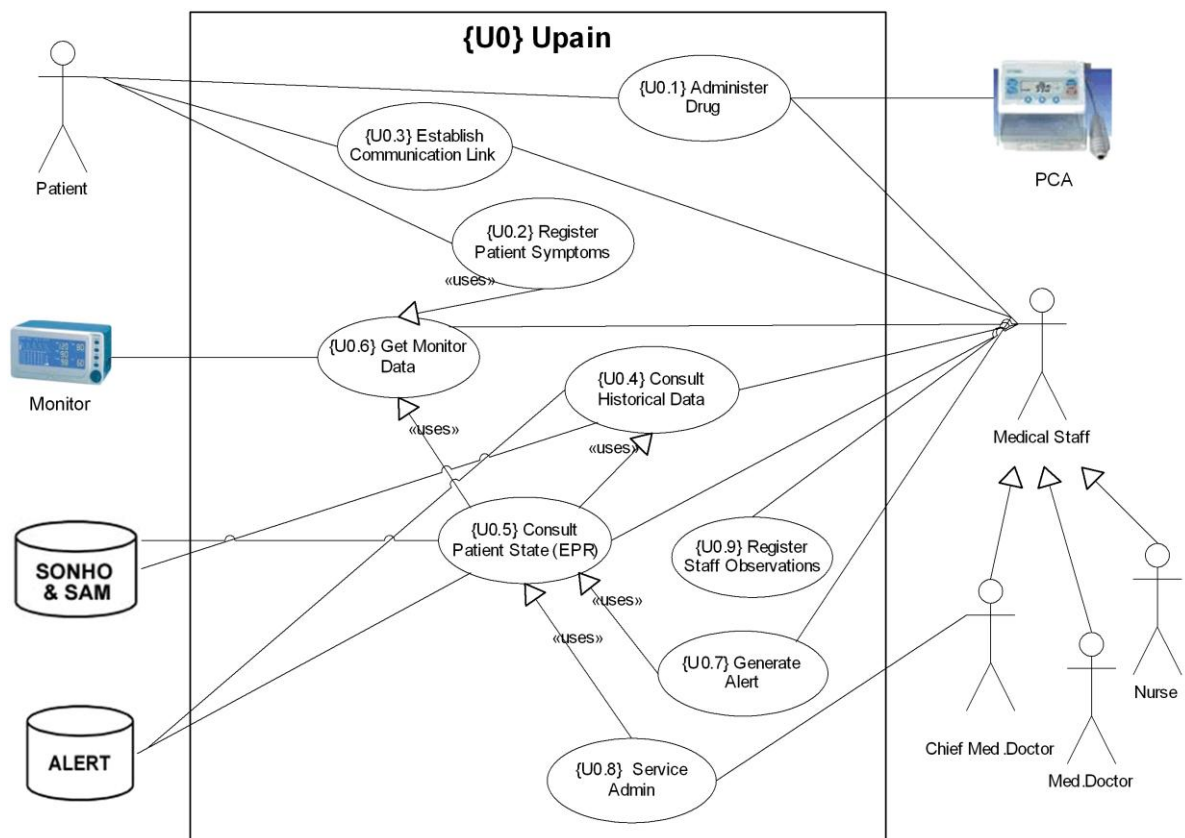 {U0} Upain
{U0.1} Administer
Drug
{U0.3} Establish
Communication Link
Patient
PCA
{U0.2} Register
Patient Symptoms
«uses»
{U0.6} Get Monitor
Data
{U0.4} Consult
Historical Data
Monitor
«uses»
«uses»
Medical Staff
{U0.5} Consult
Patient State (EPR)
{U0.9} Register
Staff Observations
SONHO
& SAM
«uses»
«uses»
{U0.7} Generate
Alert
Nurse
Chief Med.Doctor
ALERT
{U0.8} Service
Admin
Med.Doctor